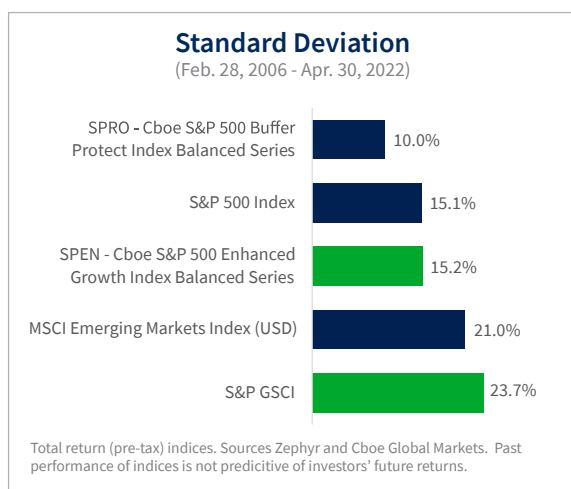 Standard Deviation
(Feb. 28, 2006 - Apr. 30, 2022)
SPRO - Cboe S&P 500 Buffer
Protect Index Balanced Series
10.0%
S&P 500 Index
15.1%
SPEN - Cboe S&P 500 Enhanced
Growth Index Balanced Series
15.2%
MSCI Emerging Markets Index (USD)
21.0%
S&P GSCI
23.7%
Total return (pre-tax) indices. Sources Zephyr and Cboe Global Markets.  Past
performance of indices is not predicitive of investors' future returns.